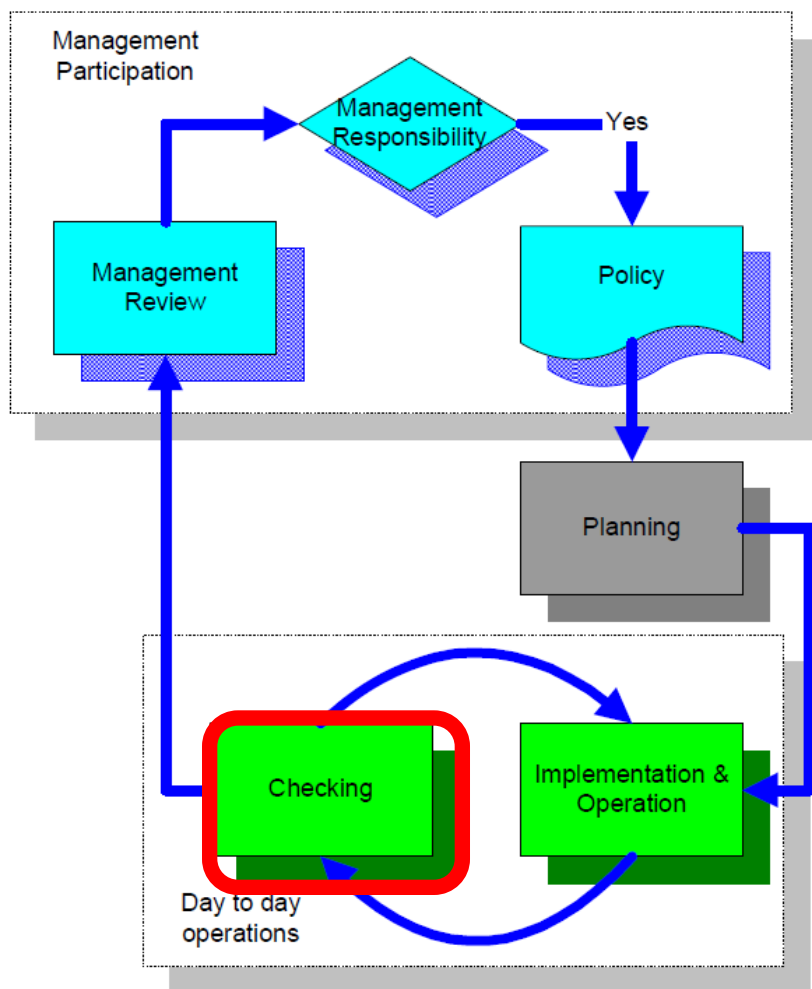 Management
Participation
Management
Responsibility
Yes
Management
Review
Policy
Planning
Checking
Implementation &
Operation
Day to day
operations